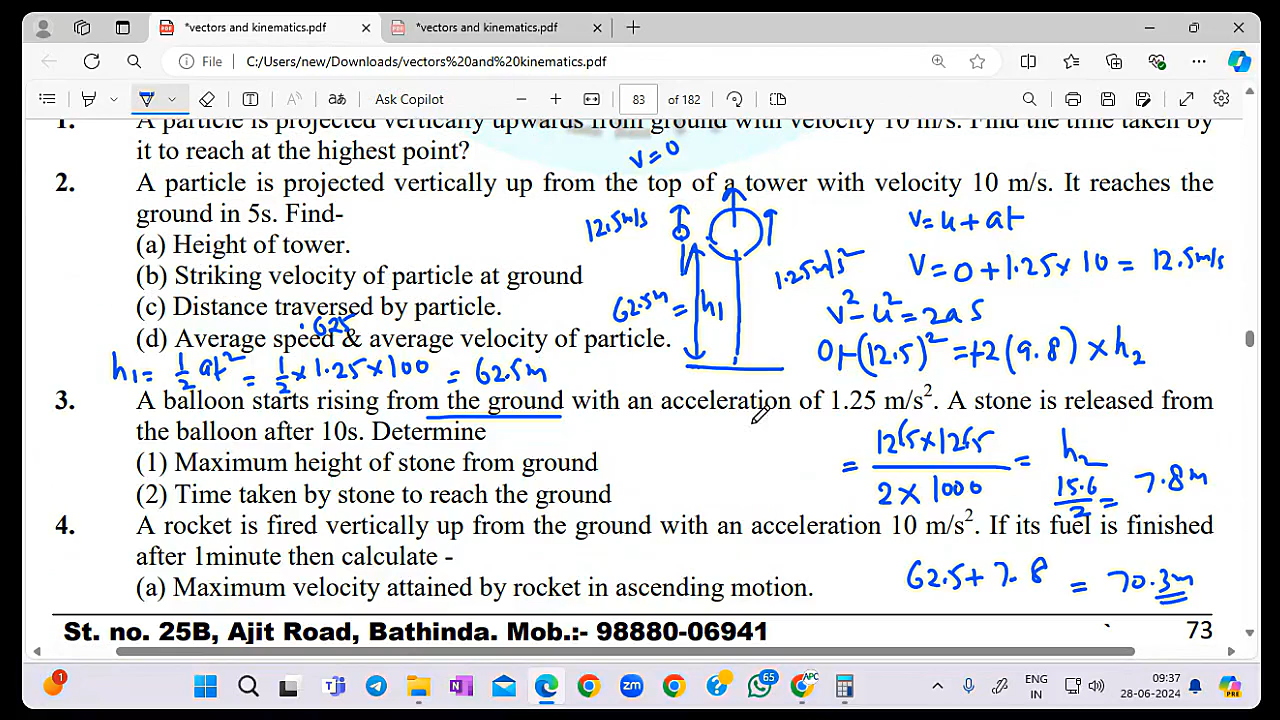 *vectors and kinematics.pdf
*vectors and kinematics.pdf
File C:/Users/new/Downloads/vectors%20and%20kinematics.pdf
Ask Copilot 83 of 182
1. A particle is projected vertically upwards from ground with velocity 10 m/s. Find the time taken by
it to reach at the highest point?
v=0
2. A particle is projected vertically up from the top of a tower with velocity 10 m/s. It reaches the
ground in 5s. Find-
(a) Height of tower.
(b) Striking velocity of particle at ground
(c) Distance traversed by particle.
(d) Average speed & average velocity of particle.
12.5m/s
1.25m/s²
62.5m = h₁
v=u+at
v=0+1.25×10=12.5m/s
v²-u²=2as
0-(12.5)²=+2(9.8)×h₂
.625
h₁=½at²=½×1.25×100=62.5m
3. A balloon starts rising from the ground with an acceleration of 1.25 m/s². A stone is released from
the balloon after 10s. Determine
(1) Maximum height of stone from ground
(2) Time taken by stone to reach the ground
= 125×125 / 2×1000 = h₂
15.6/2 = 7.8m
4. A rocket is fired vertically up from the ground with an acceleration 10 m/s². If its fuel is finished
after 1minute then calculate -
(a) Maximum velocity attained by rocket in ascending motion.
62.5+7.8 = 70.3m
St. no. 25B, Ajit Road, Bathinda. Mob.:- 98880-06941 73
1
65
ENG
IN
09:37
28-06-2024